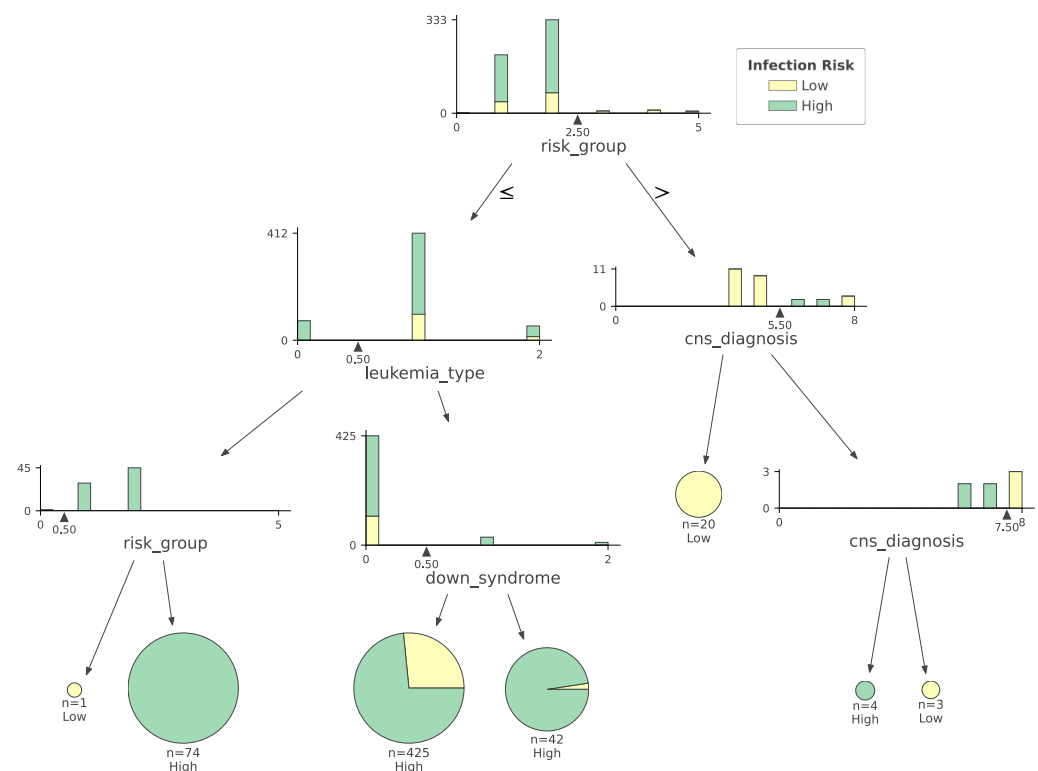 333
0
0
2.50
5
risk_group
Infection Risk
Low
High
≤
>
412
0
0
0.50
2
leukemia_type
11
0
0
5.50
8
cns_diagnosis
45
0
0
0.50
5
risk_group
425
0
0
0.50
2
down_syndrome
n=20
Low
3
0
0
7.50
8
cns_diagnosis
n=1
Low
n=74
High
n=425
High
n=42
High
n=4
High
n=3
Low